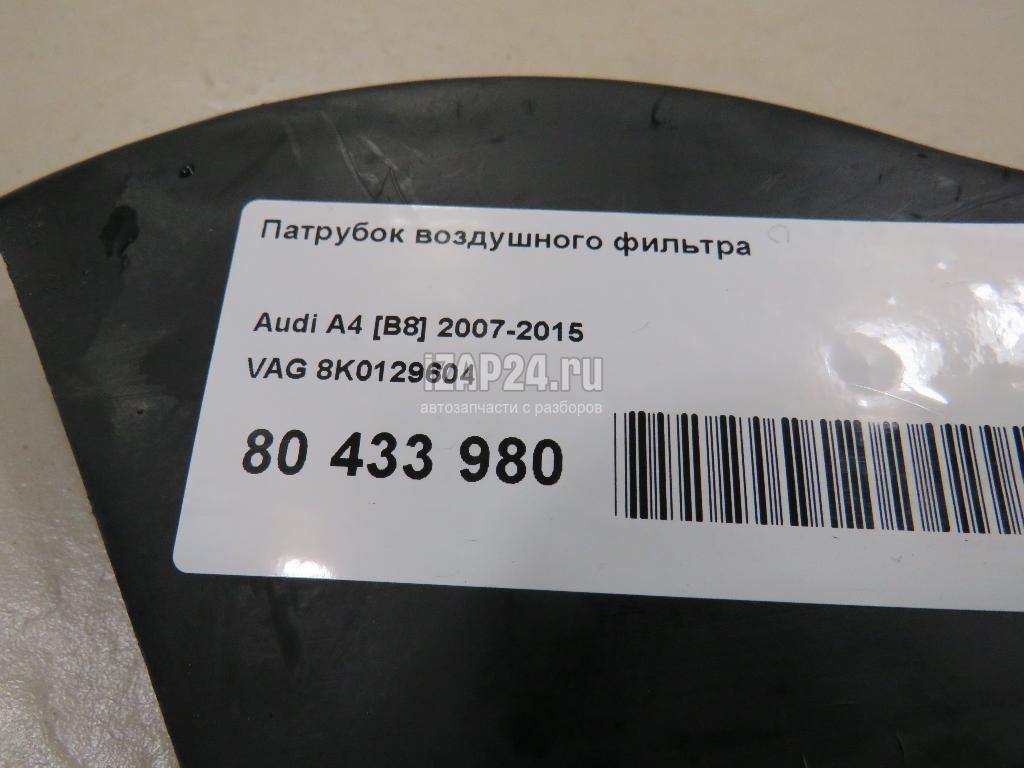 Патрубок воздушного фильтра
Audi A4 [B8] 2007-2015
VAG 8K0129604
iZAP24.ru
автозапчасти с разборов
80 433 980